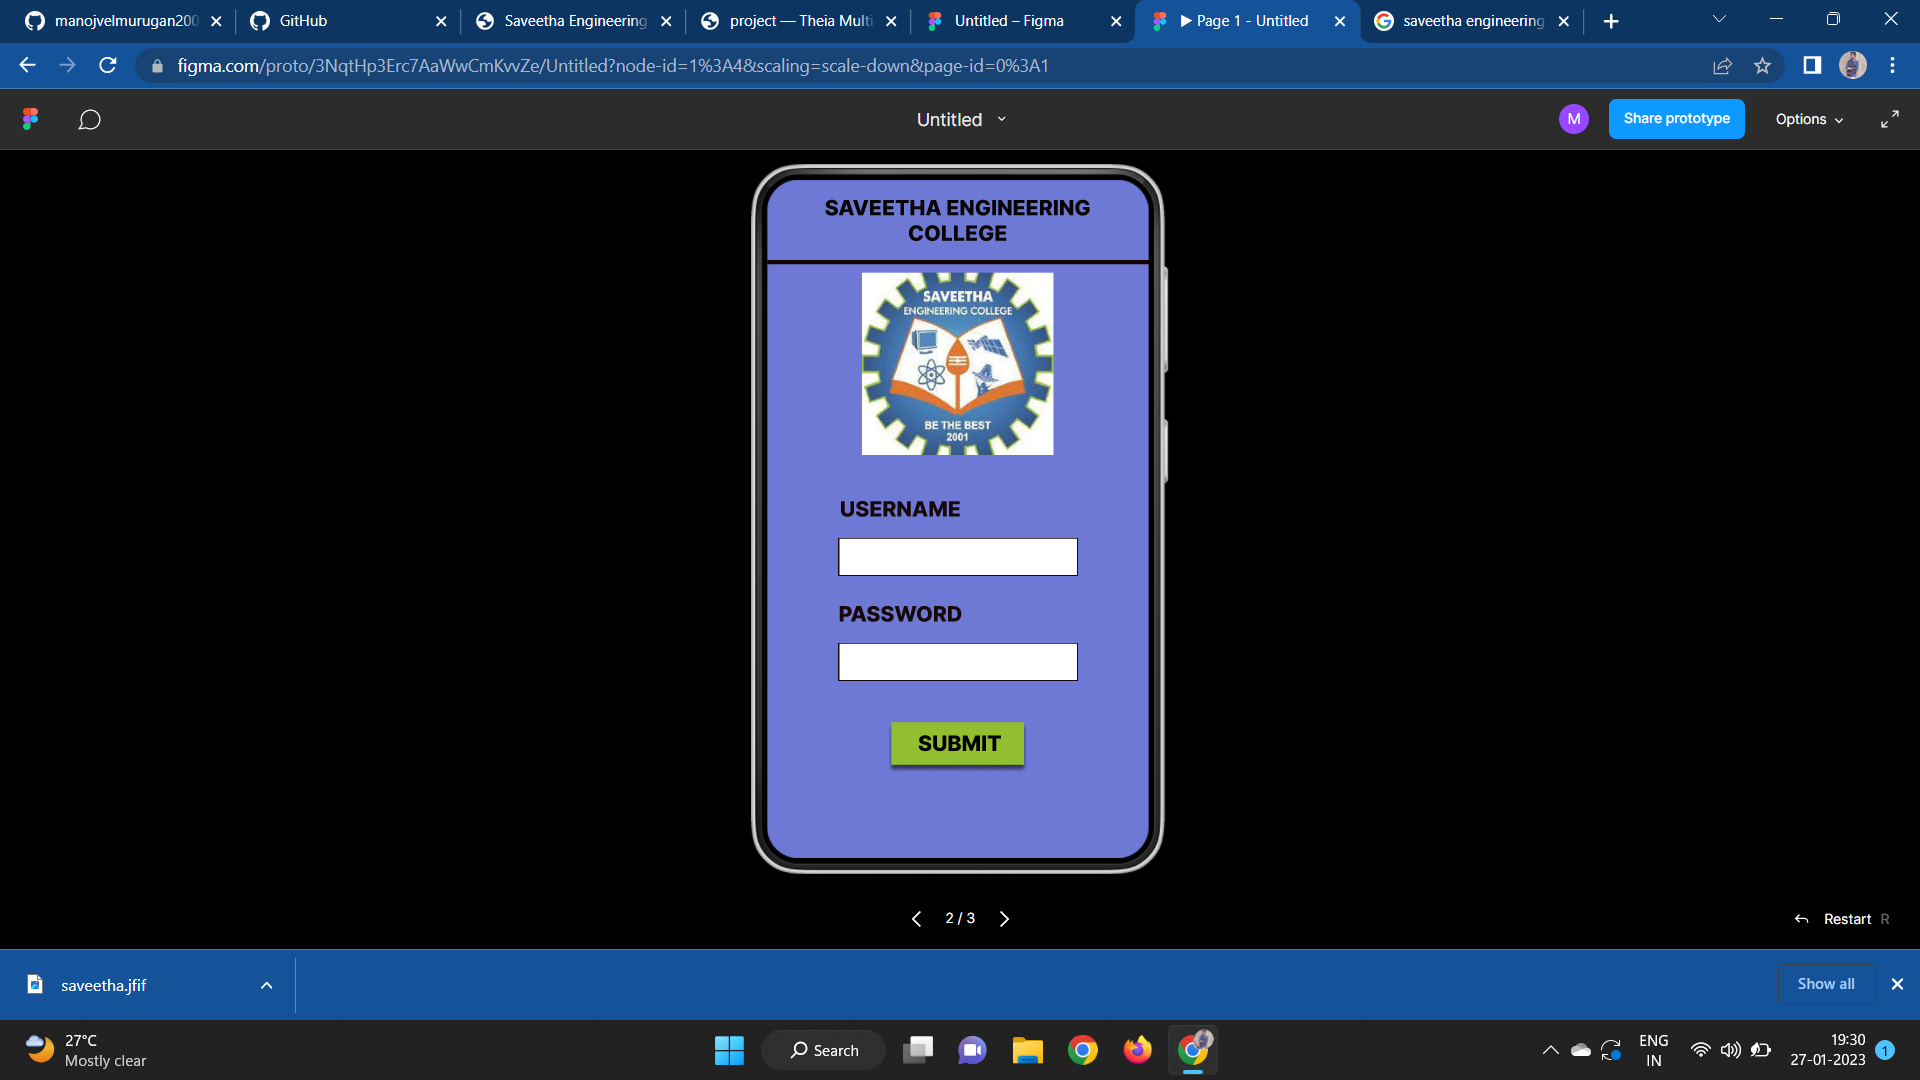 manojvelmurugan200
GitHub
Saveetha Engineering
project — Theia Multi
Untitled – Figma
Page 1 - Untitled
saveetha engineering
figma.com/proto/3NqtHp3Erc7AaWwCmKvvZe/Untitled?node-id=1%3A4&scaling=scale-down&page-id=0%3A1
Untitled
M
Share prototype
Options
SAVEETHA ENGINEERING
COLLEGE
SAVEETHA
ENGINEERING COLLEGE
BE THE BEST
2001
USERNAME
PASSWORD
SUBMIT
2 / 3
Restart R
saveetha.jfif
Show all
27°C
Mostly clear
Search
ENG
IN
19:30
27-01-2023
1